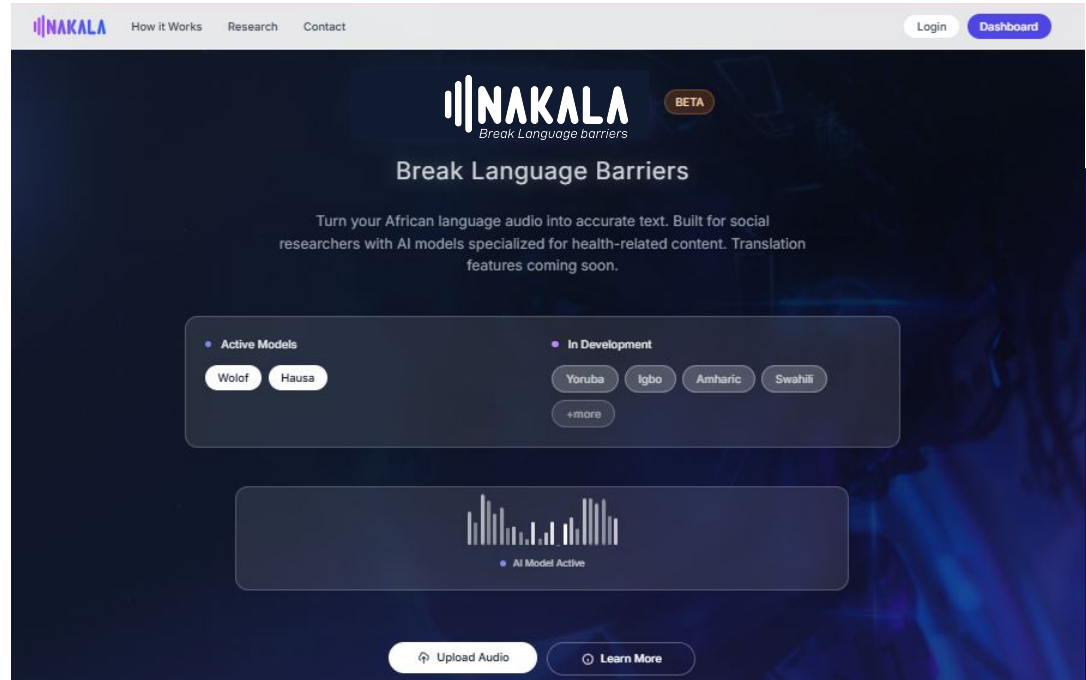 NAKALA
How it Works
Research
Contact
Login
Dashboard
NAKALA
Break Language barriers
BETA
Break Language Barriers
Turn your African language audio into accurate text. Built for social
researchers with AI models specialized for health-related content. Translation
features coming soon.
Active Models
Wolof
Hausa
In Development
Yoruba
Igbo
Amharic
Swahili
+more
AI Model Active
Upload Audio
Learn More